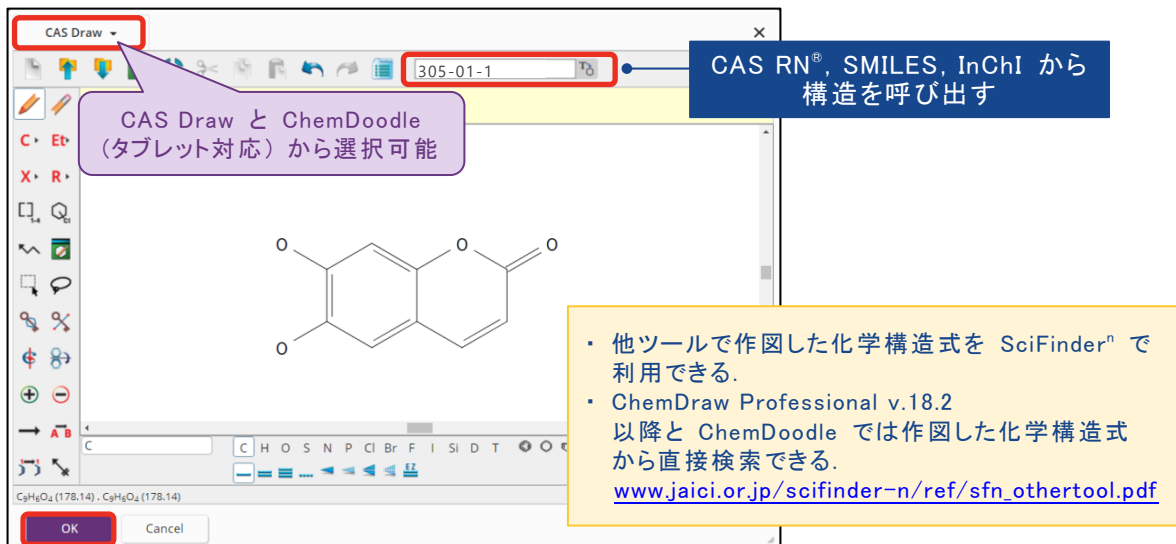 CAS Draw
305-01-1
CAS RN®, SMILES, InChI から
構造を呼び出す
CAS Draw と ChemDoodle
(タブレット対応) から選択可能
C Et
X R
O
O
O
O
・ 他ツールで作図した化学構造式を SciFinderⁿ で
利用できる.
・ ChemDraw Professional v.18.2
以降と ChemDoodle では作図した化学構造式
から直接検索できる.
www.jaici.or.jp/scifinder-n/ref/sfn_othertool.pdf
A B
C
C H O S N P Cl Br F I Si D T
EZ
C₉H₆O₄ (178.14) . C₉H₆O₄ (178.14)
OK Cancel